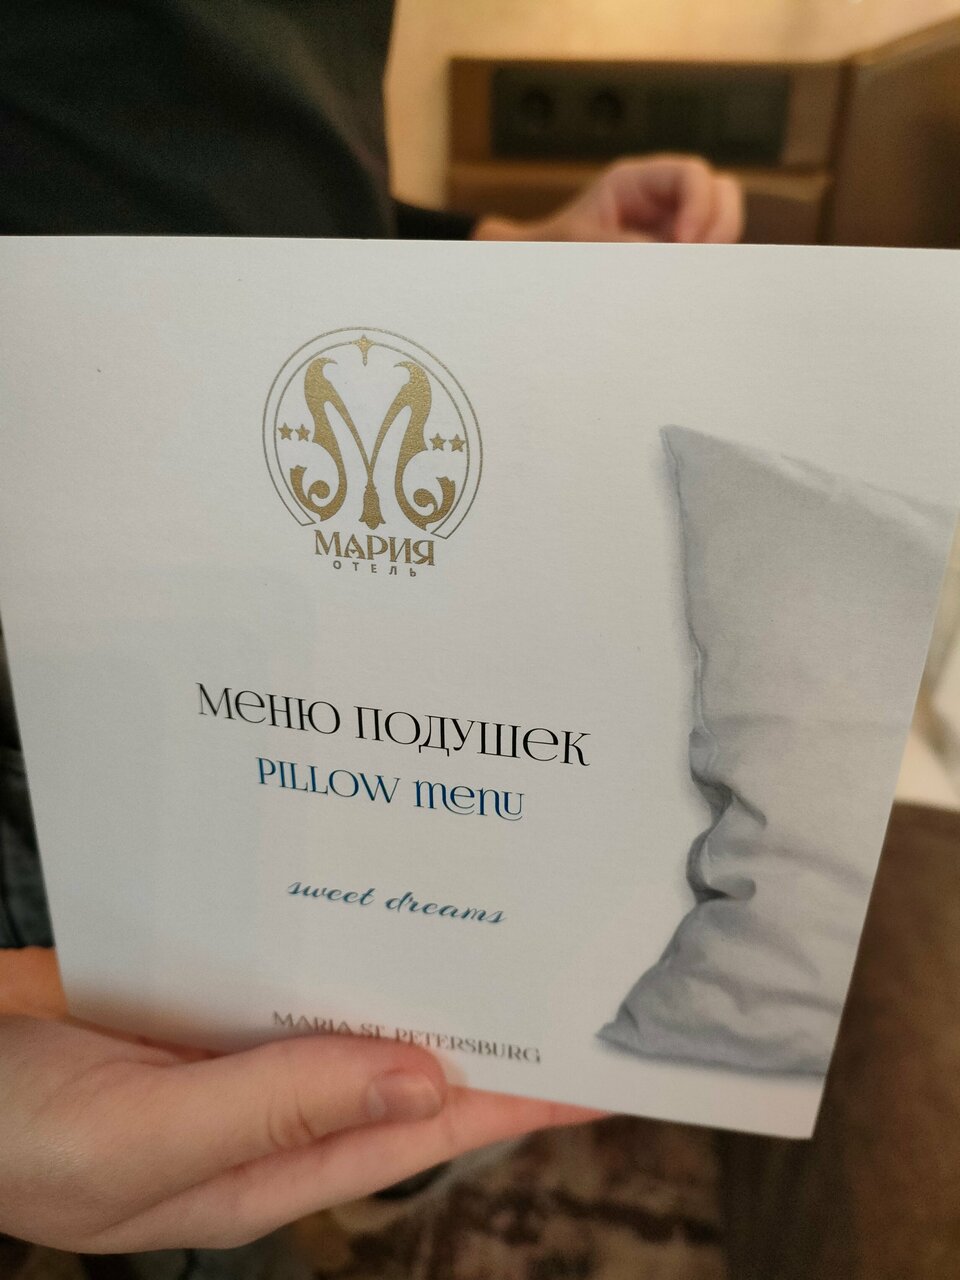 МАРИЯ
ОТЕЛЬ
Меню подушек
PILLOW menu
sweet dreams
MARIA ST. PETERSBURG